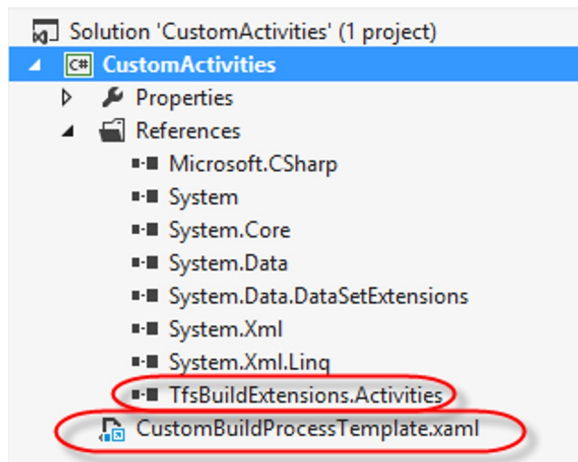 Solution 'CustomActivities' (1 project)
C# CustomActivities
Properties
References
Microsoft.CSharp
System
System.Core
System.Data
System.Data.DataSetExtensions
System.Xml
System.Xml.Linq
TfsBuildExtensions.Activities
CustomBuildProcessTemplate.xaml